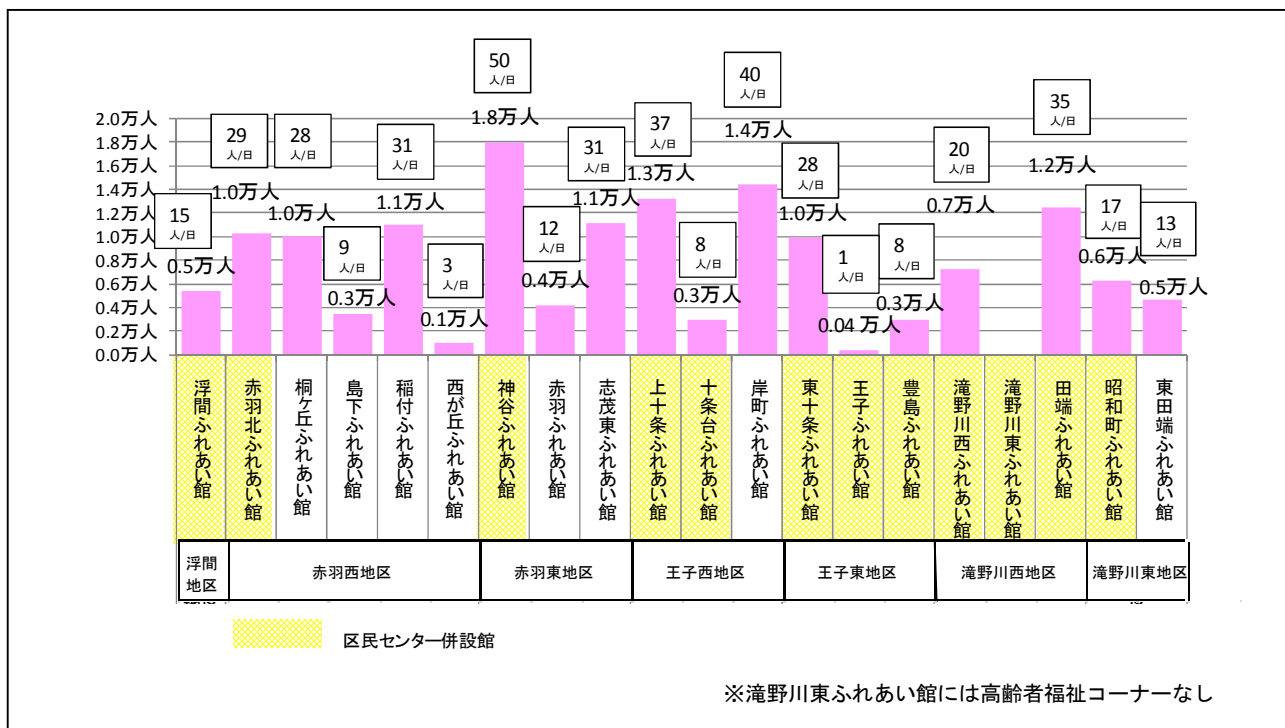 2.0万人
1.8万人
1.6万人
1.4万人
1.2万人
1.0万人
0.8万人
0.6万人
0.4万人
0.2万人
0.0万人
15
人/日
0.5万人
29
人/日
1.0万人
28
人/日
1.0万人
9
人/日
0.3万人
31
人/日
1.1万人
3
人/日
0.1万人
50
人/日
1.8万人
12
人/日
0.4万人
31
人/日
1.1万人
37
人/日
1.3万人
8
人/日
0.3万人
40
人/日
1.4万人
28
人/日
1.0万人
1
人/日
0.04 万人
8
人/日
0.3万人
20
人/日
0.7万人
35
人/日
1.2万人
17
人/日
0.6万人
13
人/日
0.5万人
浮間ふれあい館
赤羽北ふれあい館
桐ケ丘ふれあい館
島下ふれあい館
稲付ふれあい館
西が丘ふれあい館
神谷ふれあい館
赤羽ふれあい館
志茂東ふれあい館
上十条ふれあい館
十条台ふれあい館
岸町ふれあい館
東十条ふれあい館
王子ふれあい館
豊島ふれあい館
滝野川西ふれあい館
滝野川東ふれあい館
田端ふれあい館
昭和町ふれあい館
東田端ふれあい館
浮間
地区
赤羽西地区
赤羽東地区
王子西地区
王子東地区
滝野川西地区
滝野川東地区
区民センター併設館
※滝野川東ふれあい館には高齢者福祉コーナーなし